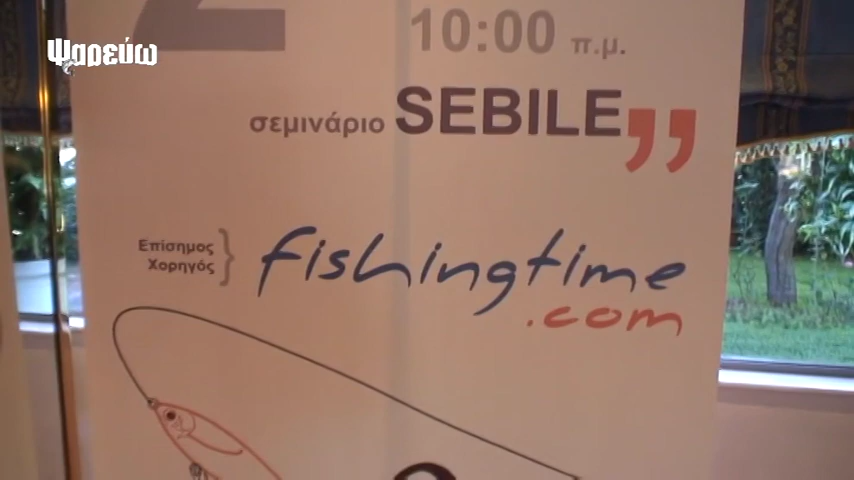 Ψαρεύω
10:00 π.μ.
σεμινάριο SEBILE”
Επίσημος
Χορηγός
fishingtime
.com